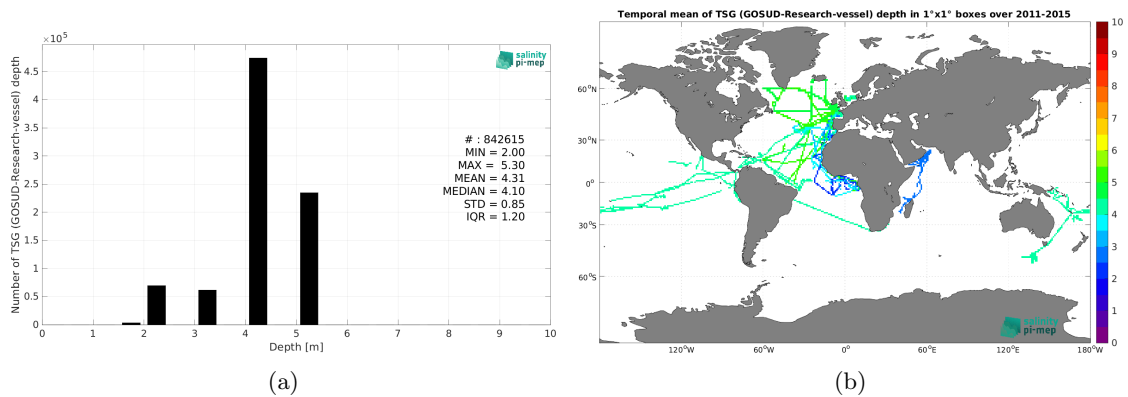 ×10⁵
Number of TSG (GOSUD-Research-vessel) depth
4.5
4
3.5
3
2.5
2
1.5
1
0.5
0
0 1 2 3 4 5 6 7 8 9 10
Depth [m]
salinity
pi-mep
# : 842615
MIN = 2.00
MAX = 5.30
MEAN = 4.31
MEDIAN = 4.10
STD = 0.85
IQR = 1.20
(a)
Temporal mean of TSG (GOSUD-Research-vessel) depth in 1°x1° boxes over 2011-2015
60°N
30°N
0°
30°S
60°S
120°W 60°W 0° 60°E 120°E 180°W
salinity
pi-mep
10
9
8
7
6
5
4
3
2
1
0
(b)